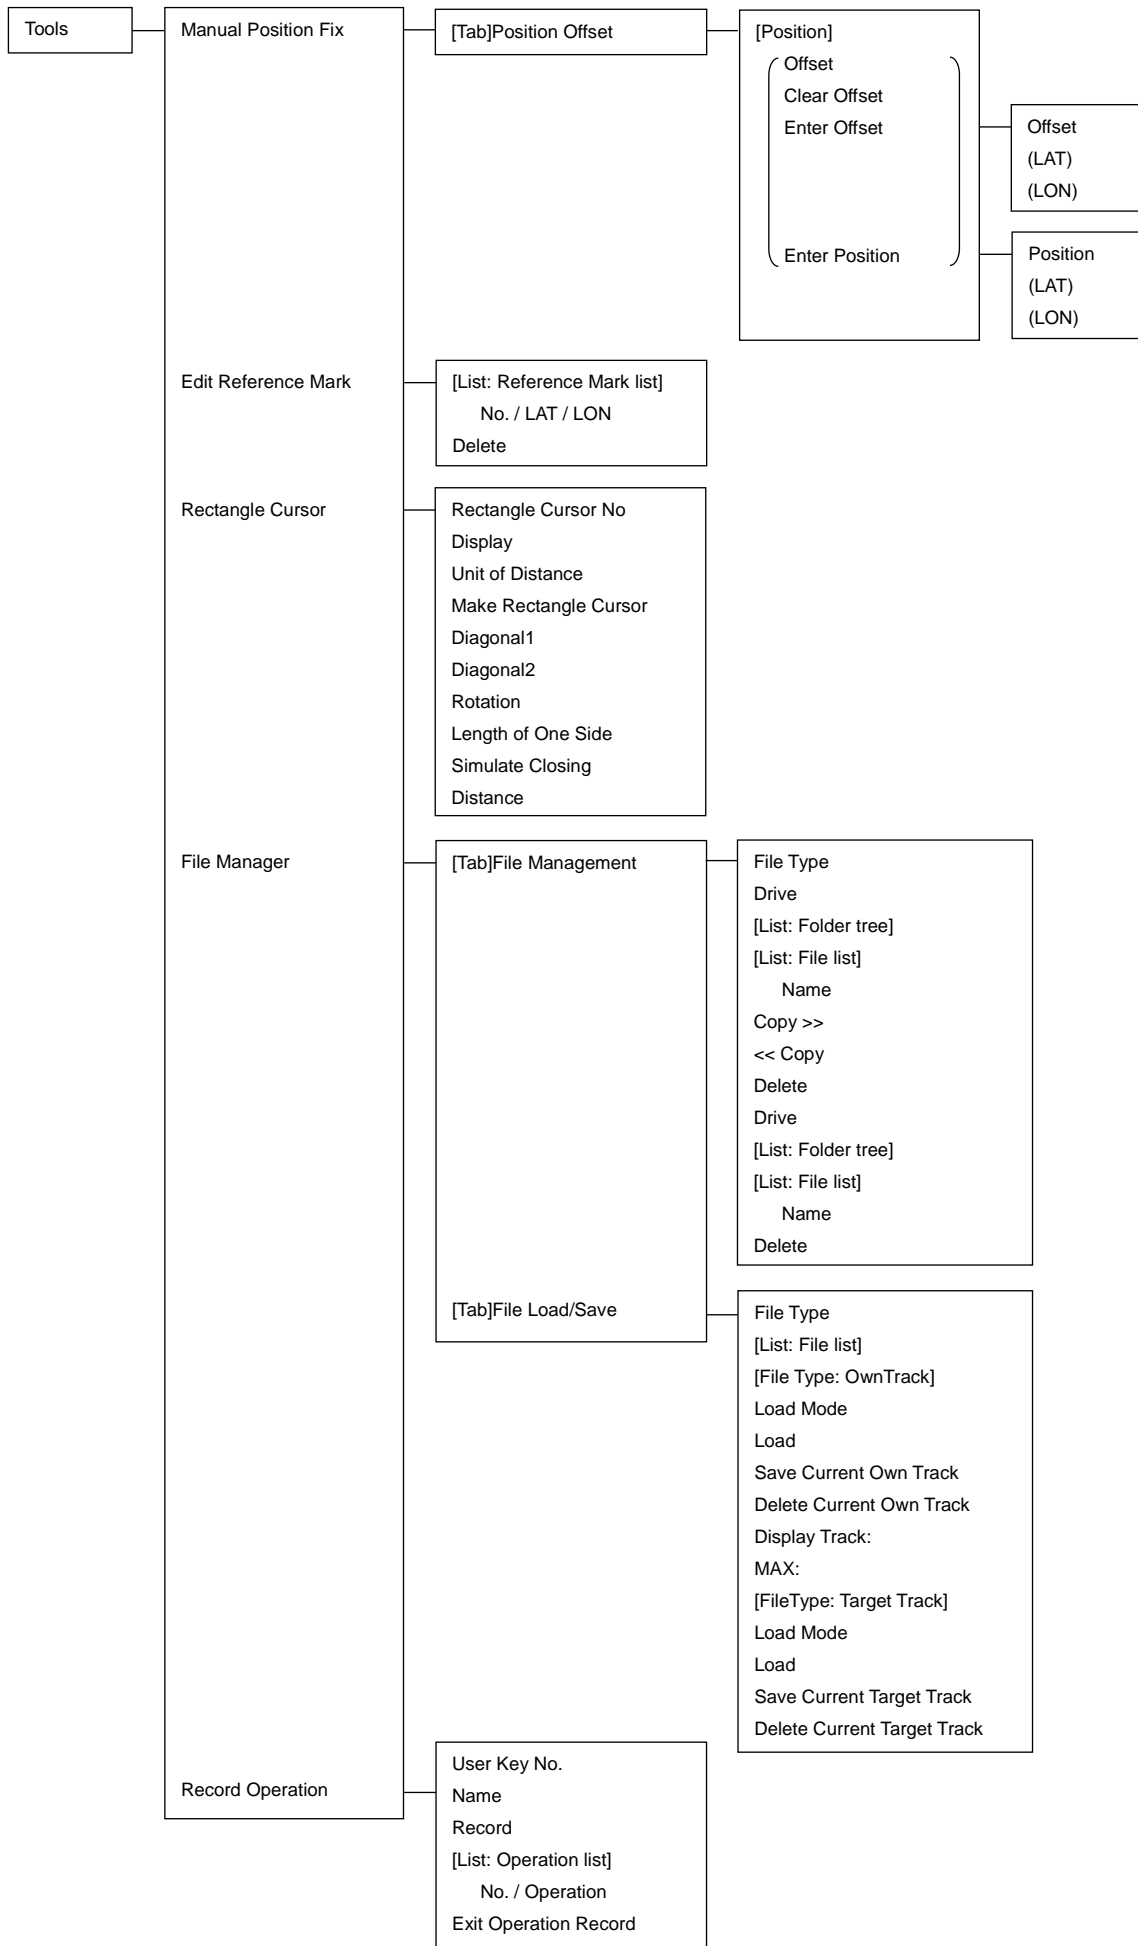 Tools
Manual Position Fix
[Tab]Position Offset
[Position]
Offset
Clear Offset
Enter Offset
Offset
(LAT)
(LON)
Enter Position
Position
(LAT)
(LON)
Edit Reference Mark
[List: Reference Mark list]
No. / LAT / LON
Delete
Rectangle Cursor
Rectangle Cursor No
Display
Unit of Distance
Make Rectangle Cursor
Diagonal1
Diagonal2
Rotation
Length of One Side
Simulate Closing
Distance
File Manager
[Tab]File Management
File Type
Drive
[List: Folder tree]
[List: File list]
Name
Copy >>
<< Copy
Delete
Drive
[List: Folder tree]
[List: File list]
Name
Delete
[Tab]File Load/Save
File Type
[List: File list]
[File Type: OwnTrack]
Load Mode
Load
Save Current Own Track
Delete Current Own Track
Display Track:
MAX:
[FileType: Target Track]
Load Mode
Load
Save Current Target Track
Delete Current Target Track
Record Operation
User Key No.
Name
Record
[List: Operation list]
No. / Operation
Exit Operation Record